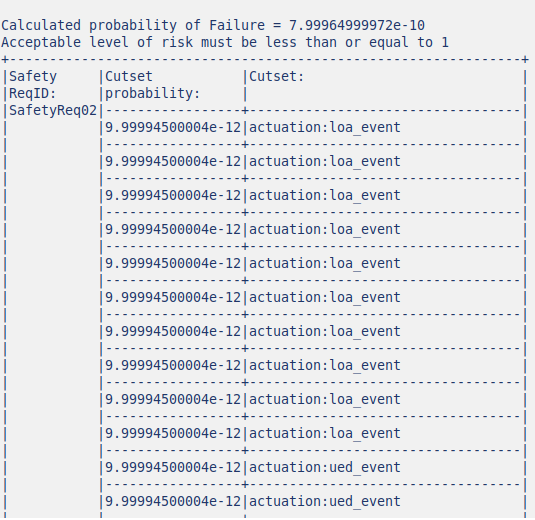 Calculated probability of Failure = 7.99964999972e-10
Acceptable level of risk must be less than or equal to 1
+---------------------------------------------------------------+
|Safety |Cutset |Cutset: |
|ReqID: |probability: | |
|SafetyReq02|-----------------+---------------------------------|
| |9.99994500004e-12|actuation:loa_event |
| |-----------------+---------------------------------|
| |9.99994500004e-12|actuation:loa_event |
| |-----------------+---------------------------------|
| |9.99994500004e-12|actuation:loa_event |
| |-----------------+---------------------------------|
| |9.99994500004e-12|actuation:loa_event |
| |-----------------+---------------------------------|
| |9.99994500004e-12|actuation:loa_event |
| |-----------------+---------------------------------|
| |9.99994500004e-12|actuation:loa_event |
| |-----------------+---------------------------------|
| |9.99994500004e-12|actuation:loa_event |
| |-----------------+---------------------------------|
| |9.99994500004e-12|actuation:loa_event |
| |-----------------+---------------------------------|
| |9.99994500004e-12|actuation:loa_event |
| |-----------------+---------------------------------|
| |9.99994500004e-12|actuation:loa_event |
| |-----------------+---------------------------------|
| |9.99994500004e-12|actuation:ued_event |
| |-----------------+---------------------------------|
| |9.99994500004e-12|actuation:ued_event |